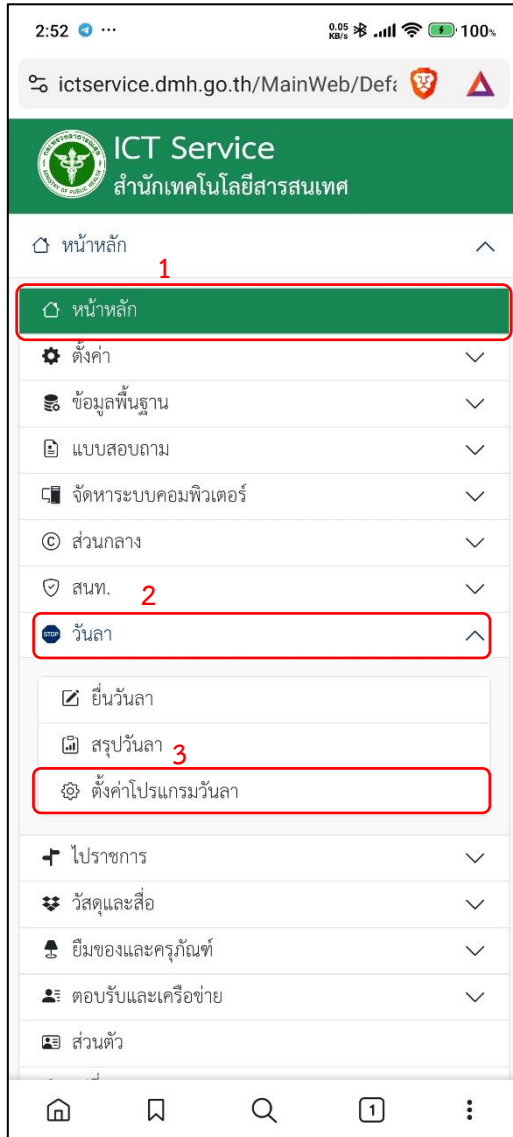 2:52 ... 0.05 KB/s 100%
ictservice.dmh.go.th/MainWeb/Defa
ICT Service
สำนักเทคโนโลยีสารสนเทศ
หน้าหลัก
1
หน้าหลัก
ตั้งค่า
ข้อมูลพื้นฐาน
แบบสอบถาม
จัดหาระบบคอมพิวเตอร์
ส่วนกลาง
สนท.
2
STOP วันลา
ยื่นวันลา
สรุปวันลา
3
ตั้งค่าโปรแกรมวันลา
ไปราชการ
วัสดุและสื่อ
ยืมของและครุภัณฑ์
ตอบรับและเครือข่าย
ส่วนตัว
1